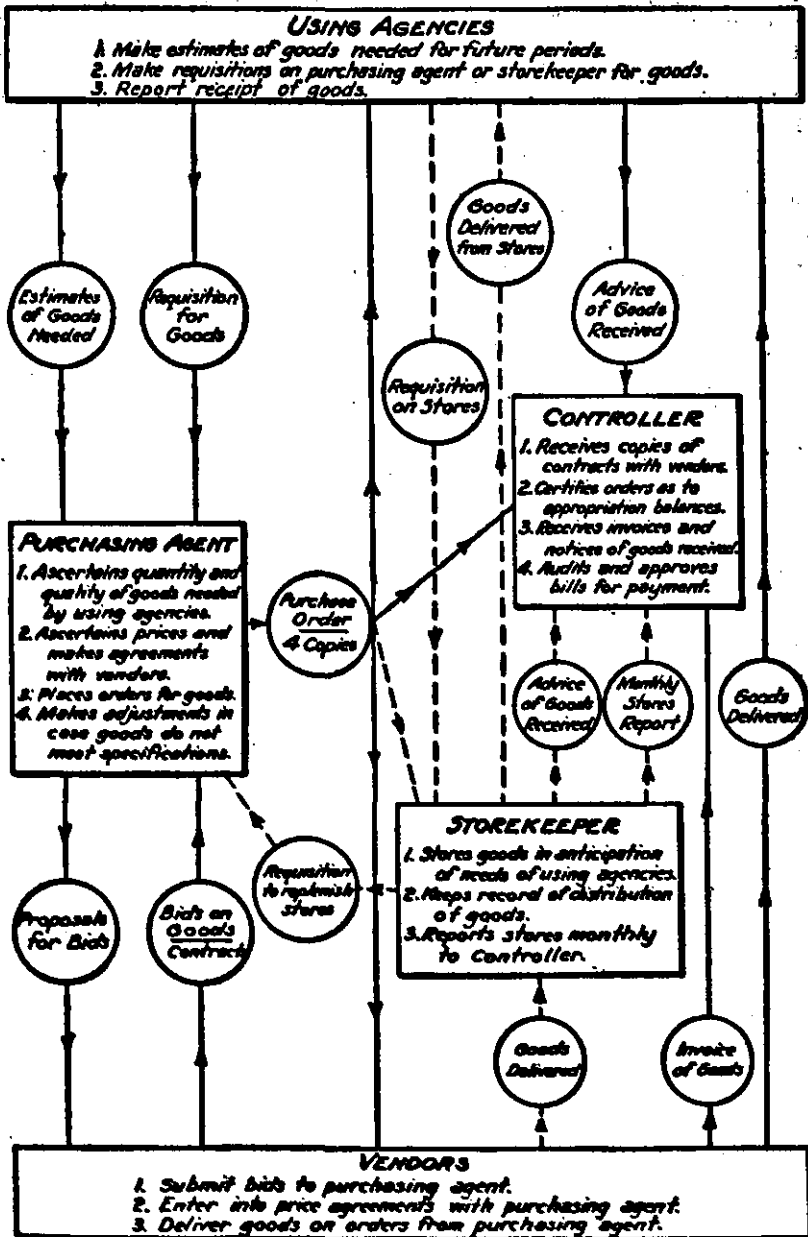 USING AGENCIES
1. Make estimates of goods needed for future periods.
2. Make requisitions on purchasing agent or storekeeper for goods.
3. Report receipt of goods.
Goods
Delivered
from Stores
Estimates
of Goods
Needed
Requisition
for
Goods
Advice
of Goods
Received
Requisition
on Stores
CONTROLLER
1. Receives copies of
contracts with vendors.
2. Certifies orders as to
appropriation balances.
3. Receives invoices and
notices of goods received.
4. Audits and approves
bills for payment.
PURCHASING AGENT
1. Ascertains quantity and
quality of goods needed
by using agencies.
2. Ascertains prices and
makes agreements
with vendors.
3. Places orders for goods.
4. Makes adjustments in
case goods do not
meet specifications.
Purchase
Order
4 Copies
Advice
of Goods
Received
Monthly
Stores
Report
Goods
Delivered
STOREKEEPER
1. Stores goods in anticipation
of needs of using agencies.
2. Keeps record of distribution
of goods.
3. Reports stores monthly
to Controller.
Requisition
to replenish
stores
Proposals
for Bids
Bids on
Goods
Contract
Goods
Delivered
Invoice
of Goods
VENDORS
1. Submit bids to purchasing agent.
2. Enter into price agreements with purchasing agent.
3. Deliver goods on orders from purchasing agent.